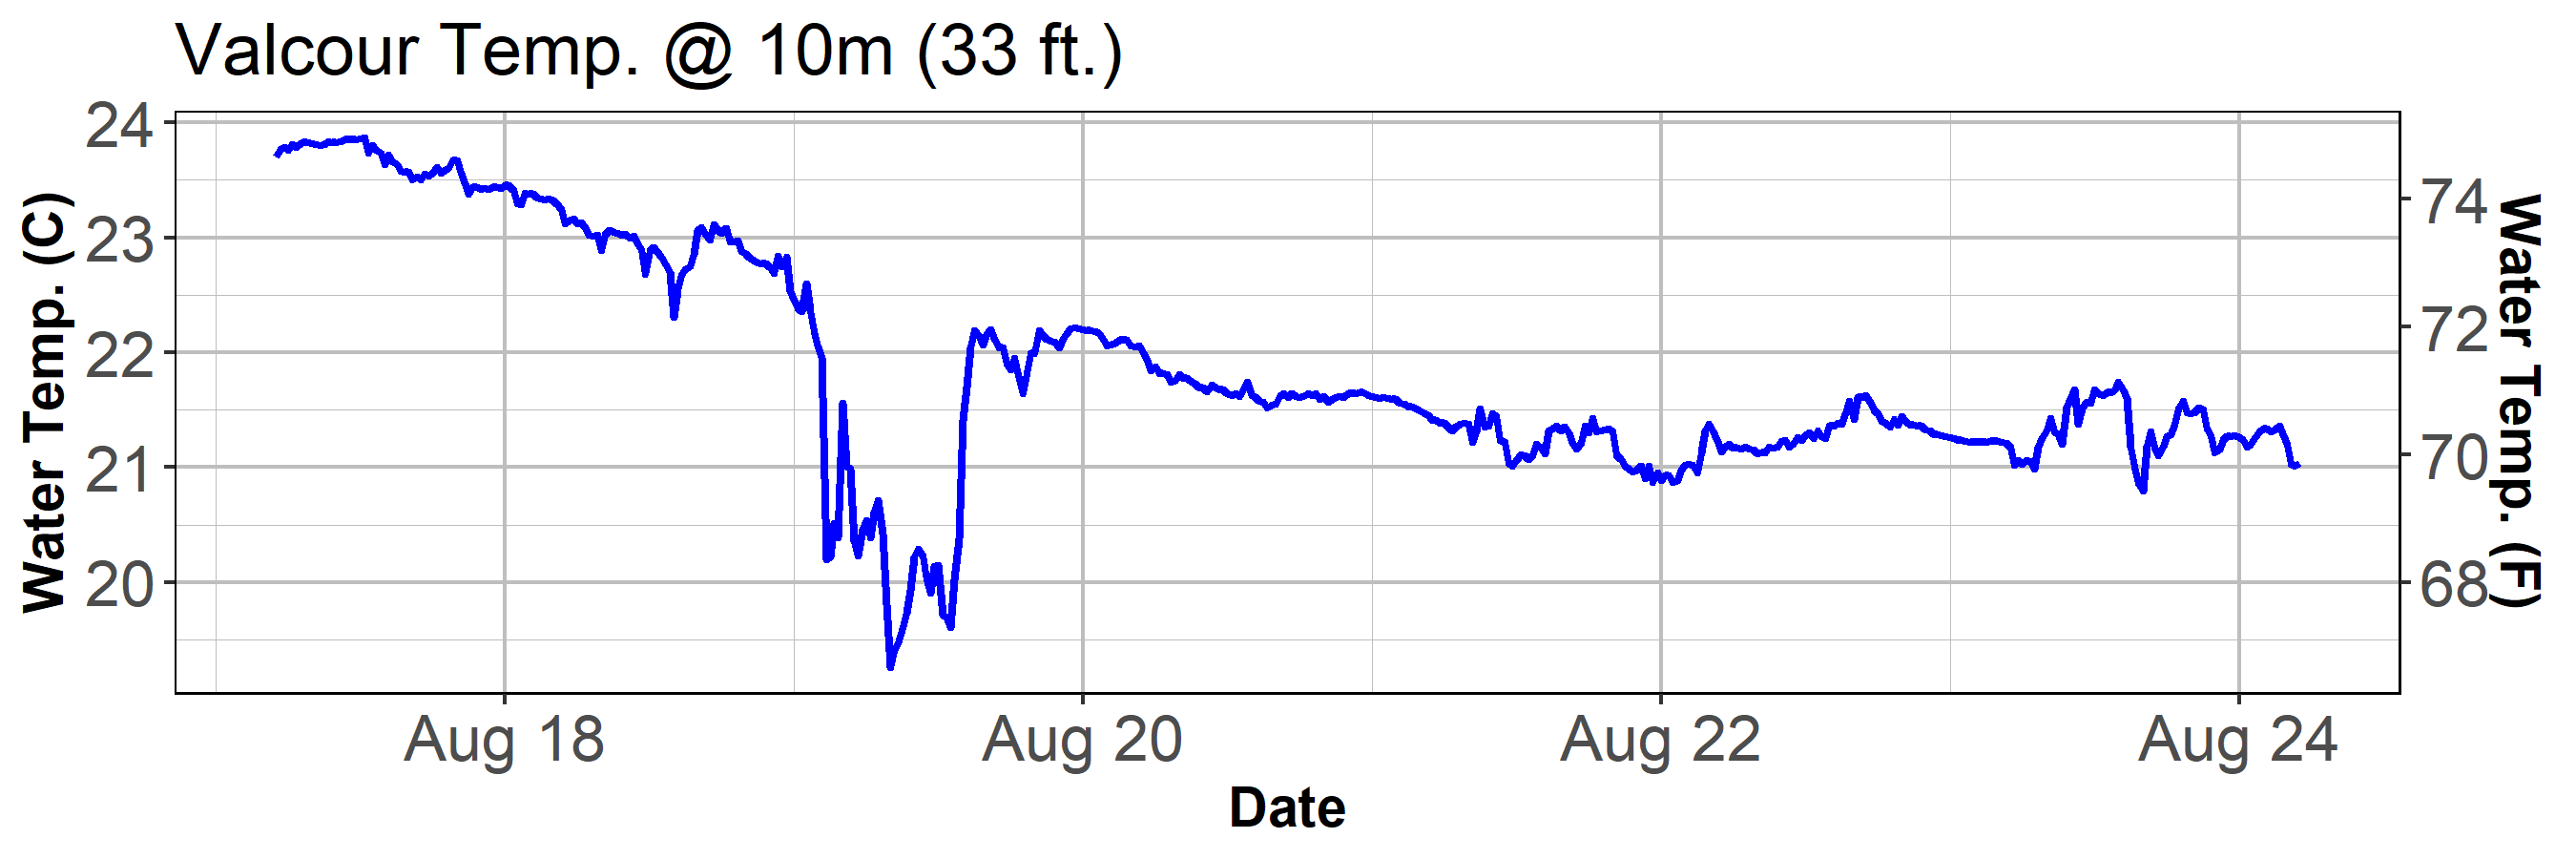 Valcour Temp. @ 10m (33 ft.)
Water Temp. (C)
24
23
22
21
20
74
72
70
68
Water Temp. (F)
Aug 18
Aug 20
Aug 22
Aug 24
Date